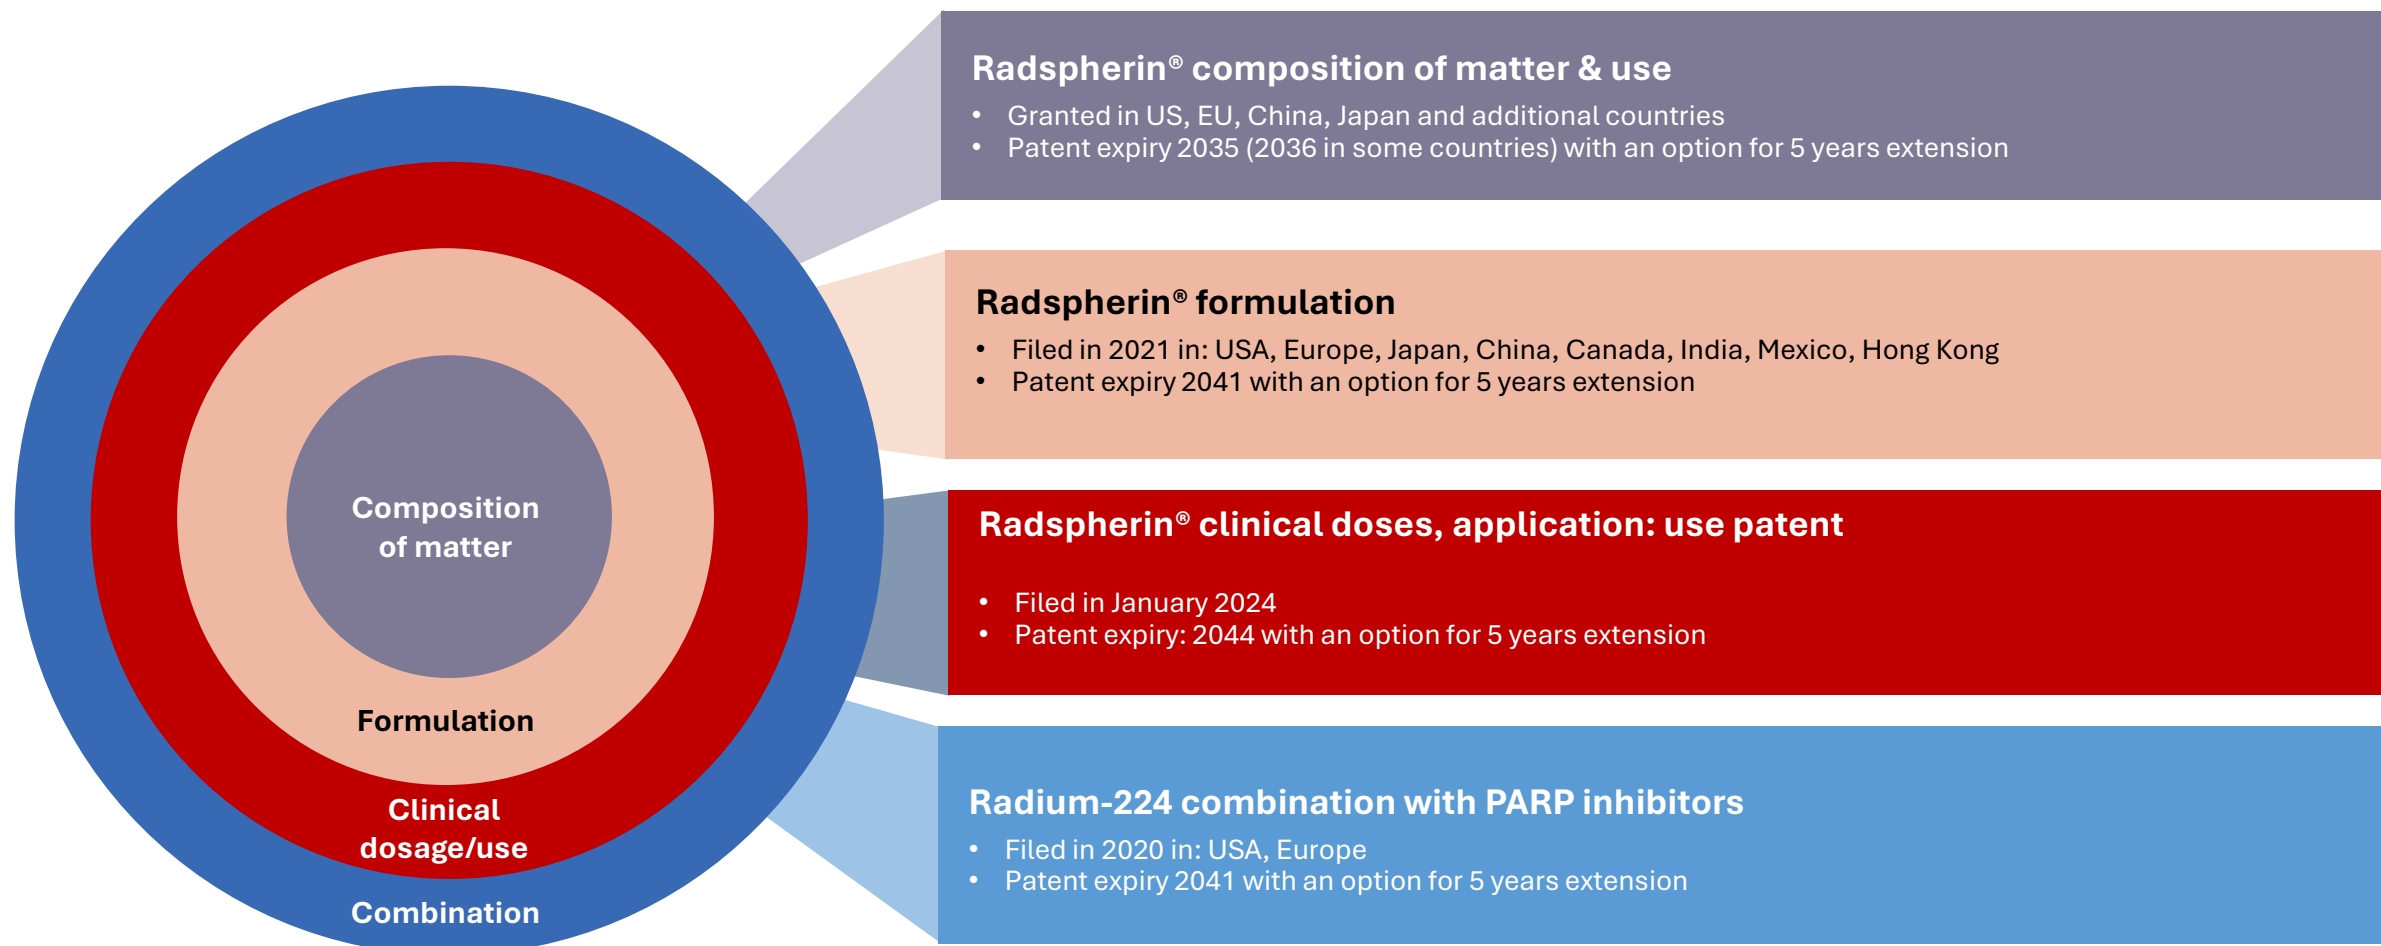 Composition
of matter
Formulation
Clinical
dosage/use
Combination
Radspherin® composition of matter & use
• Granted in US, EU, China, Japan and additional countries
• Patent expiry 2035 (2036 in some countries) with an option for 5 years extension
Radspherin® formulation
• Filed in 2021 in: USA, Europe, Japan, China, Canada, India, Mexico, Hong Kong
• Patent expiry 2041 with an option for 5 years extension
Radspherin® clinical doses, application: use patent
• Filed in January 2024
• Patent expiry: 2044 with an option for 5 years extension
Radium-224 combination with PARP inhibitors
• Filed in 2020 in: USA, Europe
• Patent expiry 2041 with an option for 5 years extension